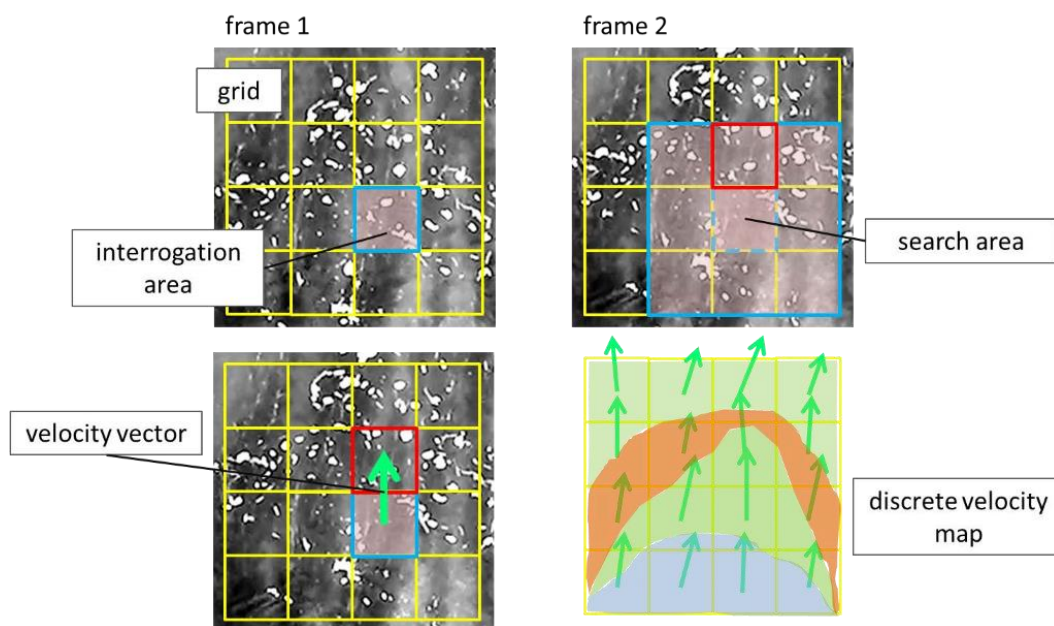 frame 1
frame 2
grid
interrogation
area
search area
velocity vector
discrete velocity
map